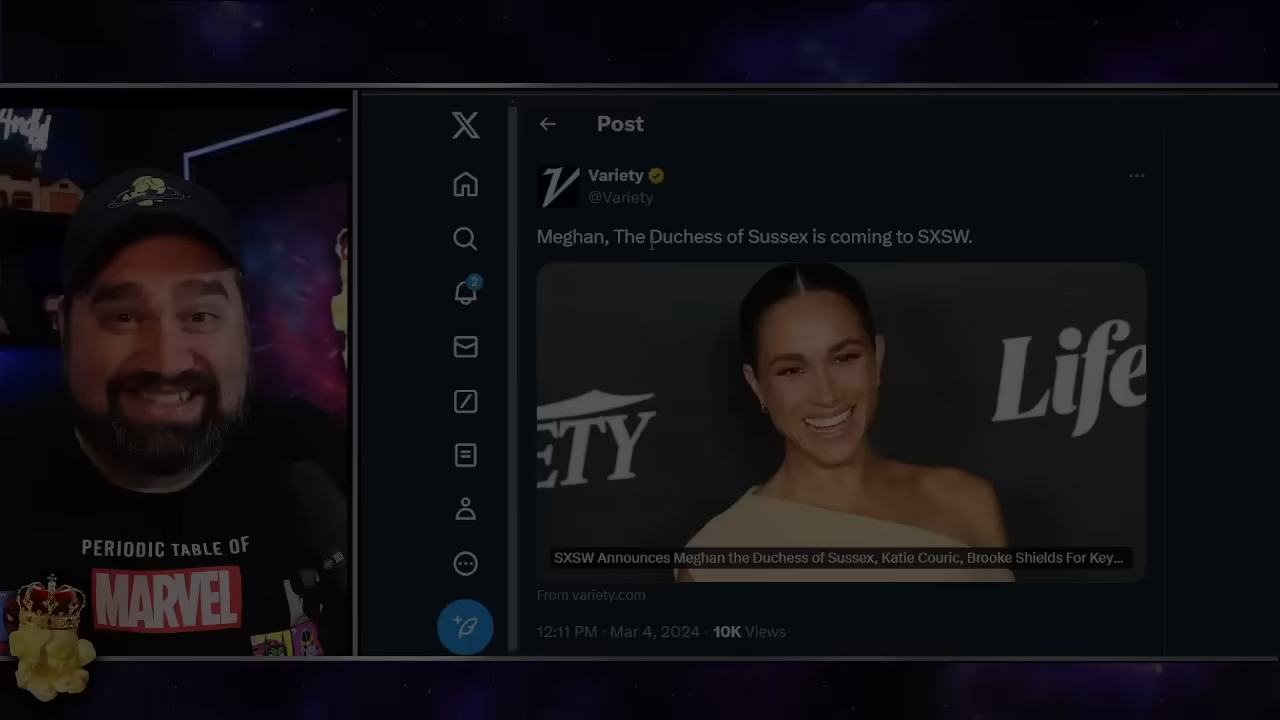 Post
Variety
@Variety
Meghan, The Duchess of Sussex is coming to SXSW.
2
ETY
Life
SXSW Announces Meghan the Duchess of Sussex, Katie Couric, Brooke Shields For Key...
From variety.com
12:11 PM · Mar 4, 2024 · 10K Views
PERIODIC TABLE OF
MARVEL